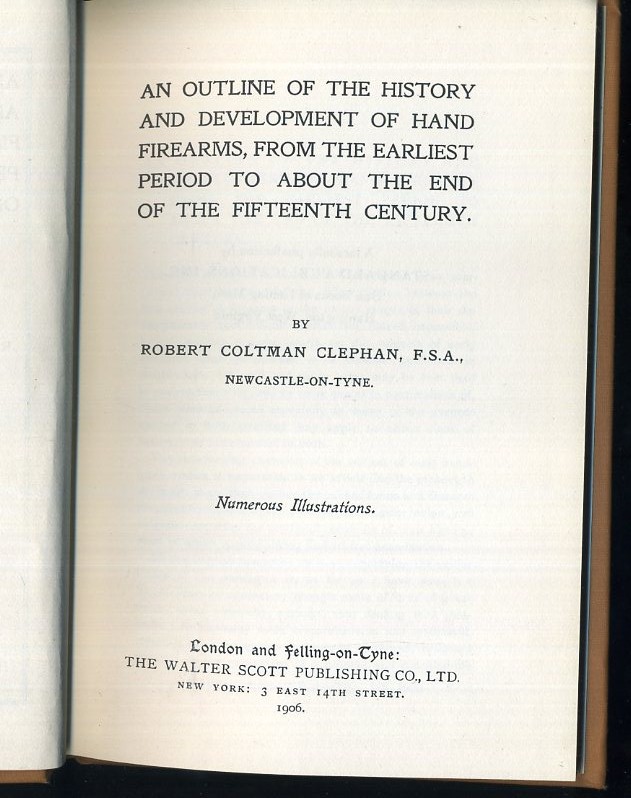 AN OUTLINE OF THE HISTORY
AND DEVELOPMENT OF HAND
FIREARMS, FROM THE EARLIEST
PERIOD TO ABOUT THE END
OF THE FIFTEENTH CENTURY.
BY
ROBERT COLTMAN CLEPHAN, F.S.A.,
NEWCASTLE-ON-TYNE.
Numerous Illustrations.
London and Felling-on-Tyne:
THE WALTER SCOTT PUBLISHING CO., LTD.
NEW YORK: 3 EAST 14TH STREET.
1906.